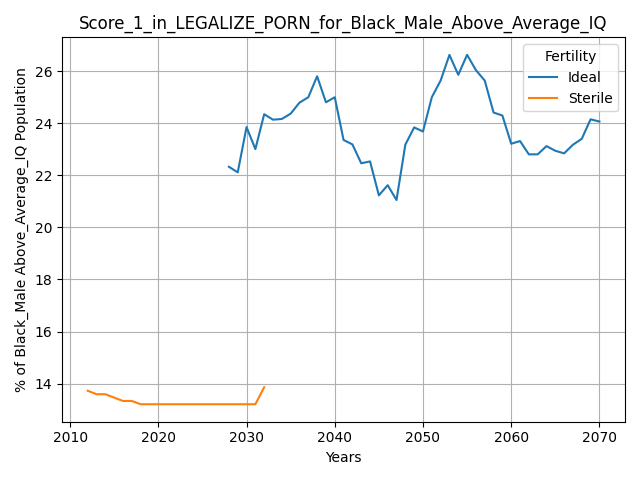 Score_1_in_LEGALIZE_PORN_for_Black_Male_Above_Average_IQ
% of Black_Male Above_Average_IQ Population
26
24
22
20
18
16
14
Fertility
Ideal
Sterile
2010 2020 2030 2040 2050 2060 2070
Years